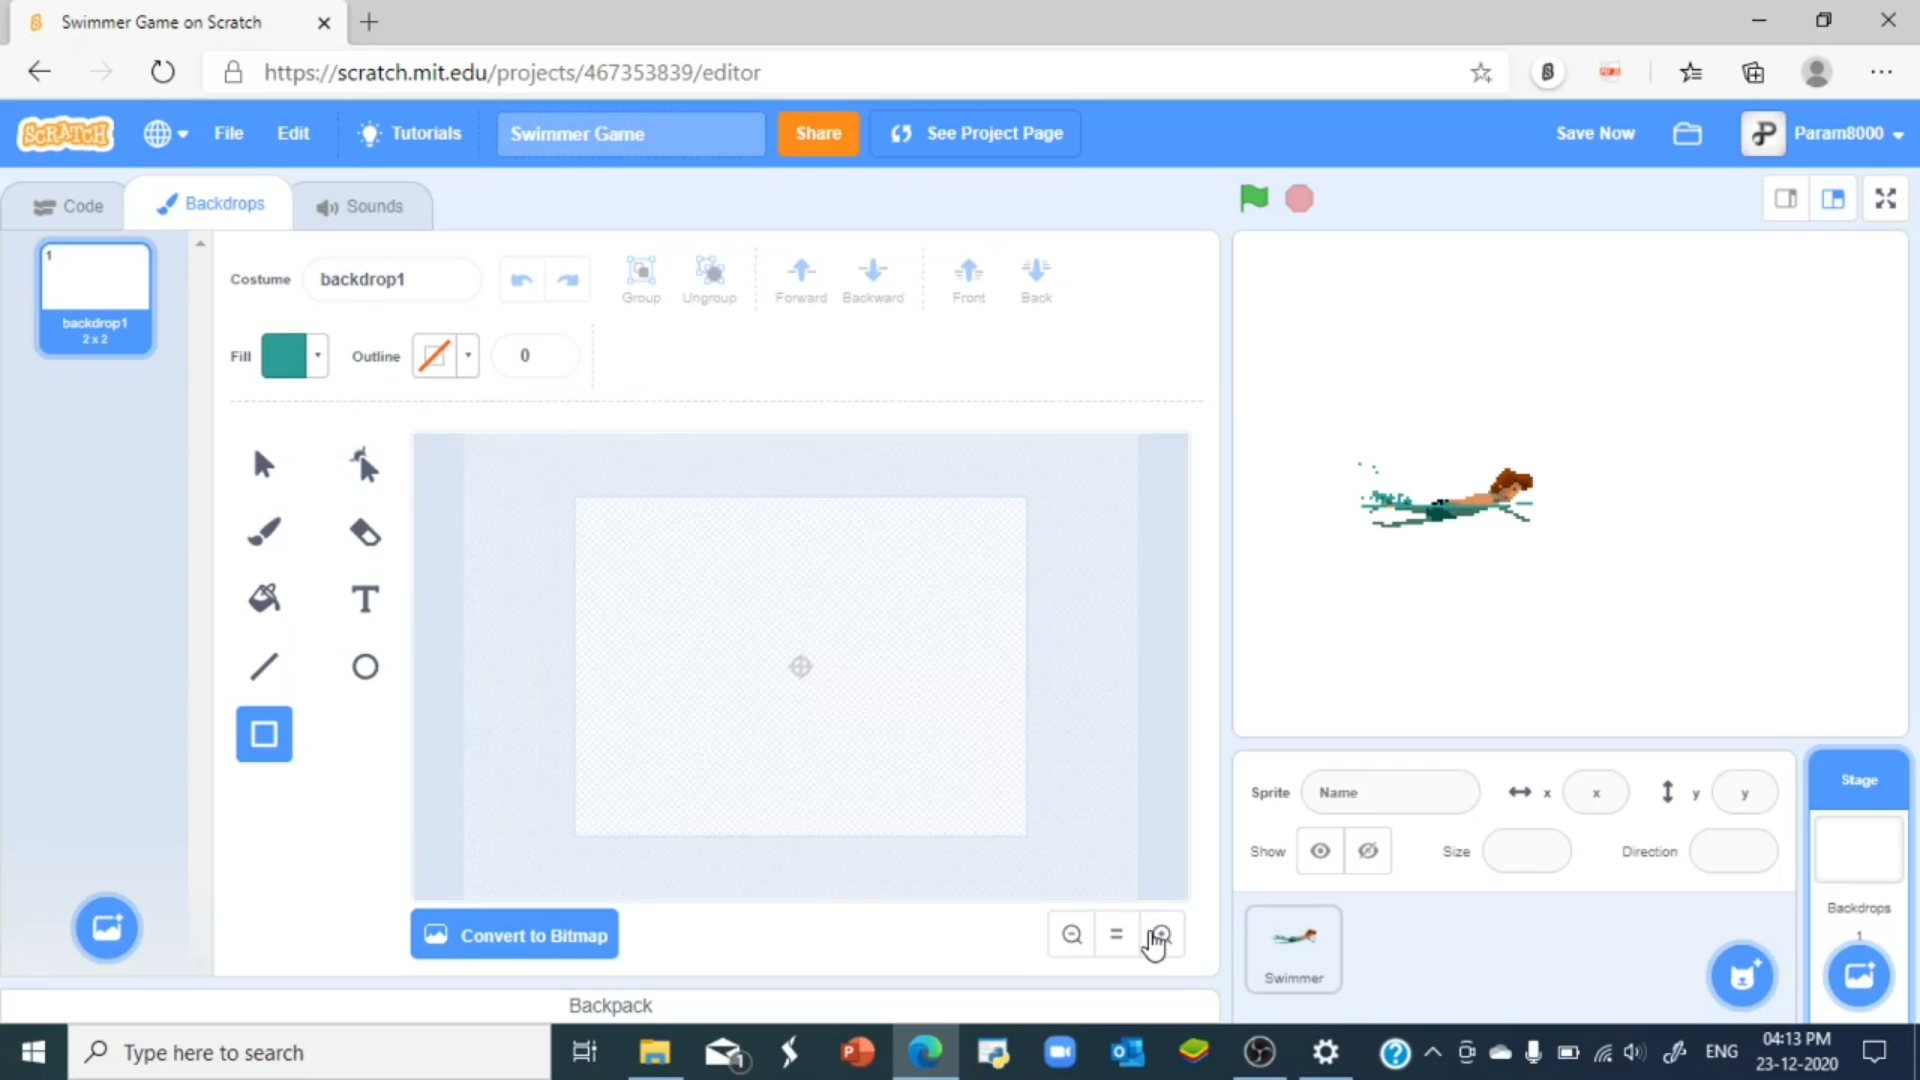 Swimmer Game on Scratch
https://scratch.mit.edu/projects/467353839/editor
SCRATCH File Edit Tutorials Swimmer Game Share See Project Page Save Now Param8000
Code Backdrops Sounds
1
backdrop1
2 x 2
Costume backdrop1 Group Ungroup Forward Backward Front Back
Fill Outline 0
T
Convert to Bitmap
Backpack
Sprite Name x x y y
Show Size Direction
Swimmer
Stage
Backdrops
1
Type here to search
1
ENG
04:13 PM
23-12-2020